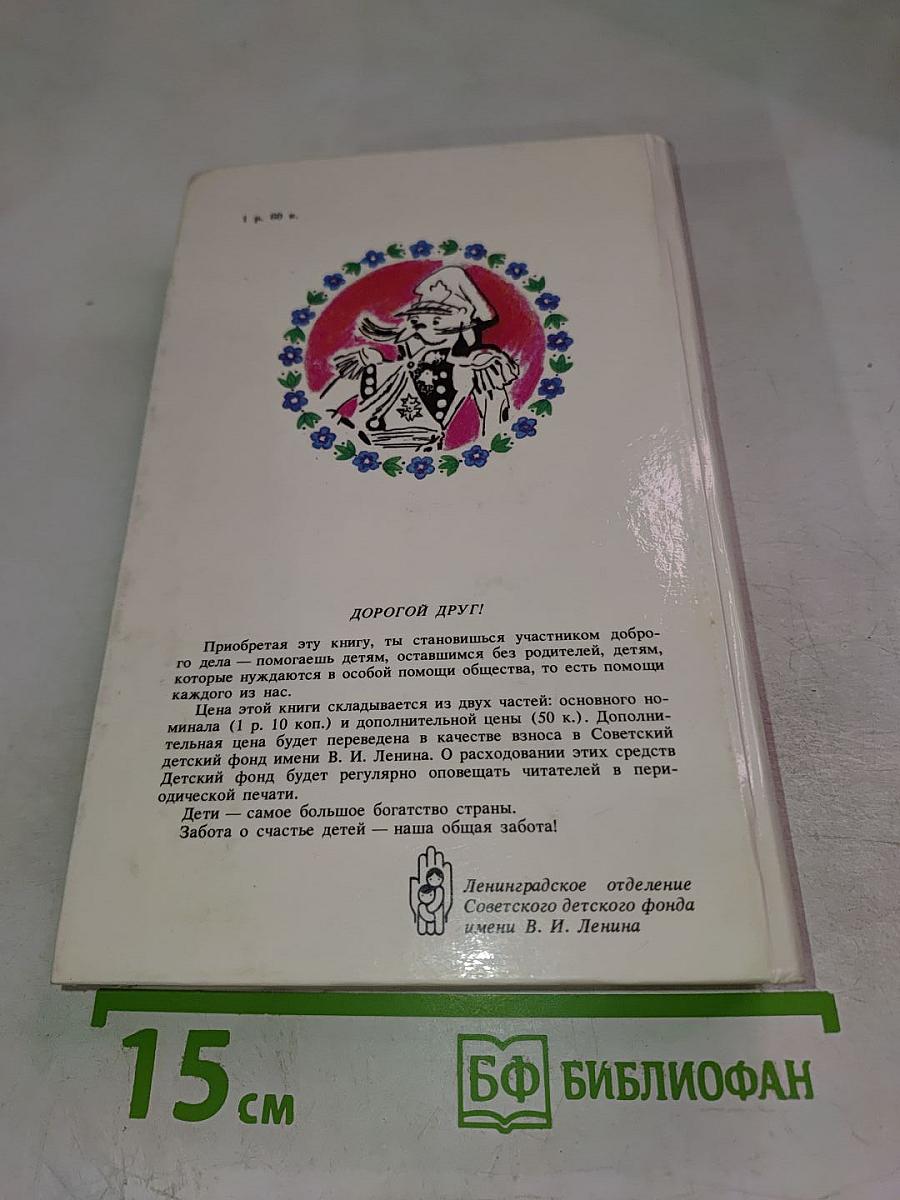 1 р. к.
ДОРОГОЙ ДРУГ!
Приобретая эту книгу, ты становишься участником добро-
го дела — помогаешь детям, оставшимся без родителей, детям,
которые нуждаются в особой помощи общества, то есть помощи
каждого из нас.
Цена этой книги складывается из двух частей: основного но-
минала (1 р. 10 коп.) и дополнительной цены (50 к.). Дополни-
тельная цена будет переведена в качестве взноса в Советский
детский фонд имени В. И. Ленина. О расходовании этих средств
Детский фонд будет регулярно оповещать читателей в пери-
одической печати.
Дети — самое большое богатство страны.
Забота о счастье детей — наша общая забота!
Ленинградское отделение
Советского детского фонда
имени В. И. Ленина
15 см
БФ БИБЛИОФАН